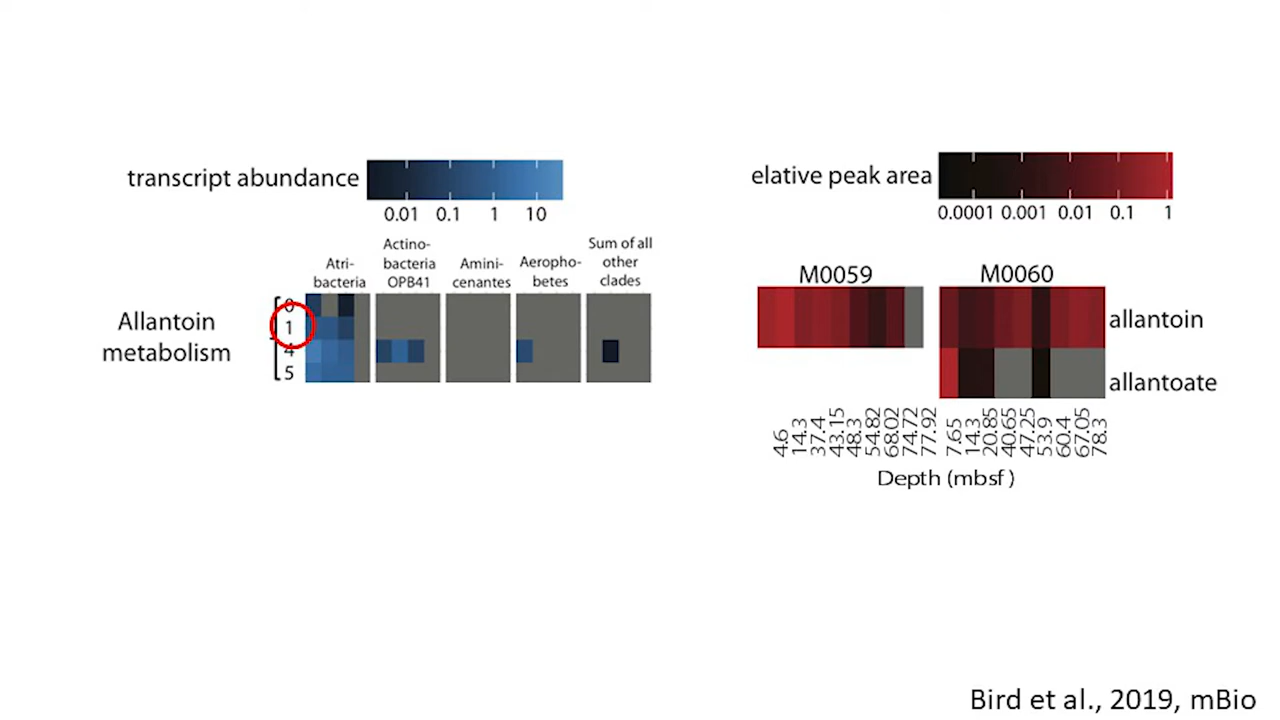 transcript abundance
0.01 0.1 1 10
Atri-
bacteria
Actino-
bacteria
OPB41
Amini-
cenantes
Aeropho-
betes
Sum of all
other
clades
Allantoin
metabolism
0
1
4
5
elative peak area
0.0001 0.001 0.01 0.1 1
M0059 M0060
allantoin
allantoate
4.6 14.3 37.4 43.15 48.3 54.82 68.02 74.72 77.92 7.65 14.3 20.85 40.65 47.25 53.9 60.4 67.05 78.3
Depth (mbsf)
Bird et al., 2019, mBio